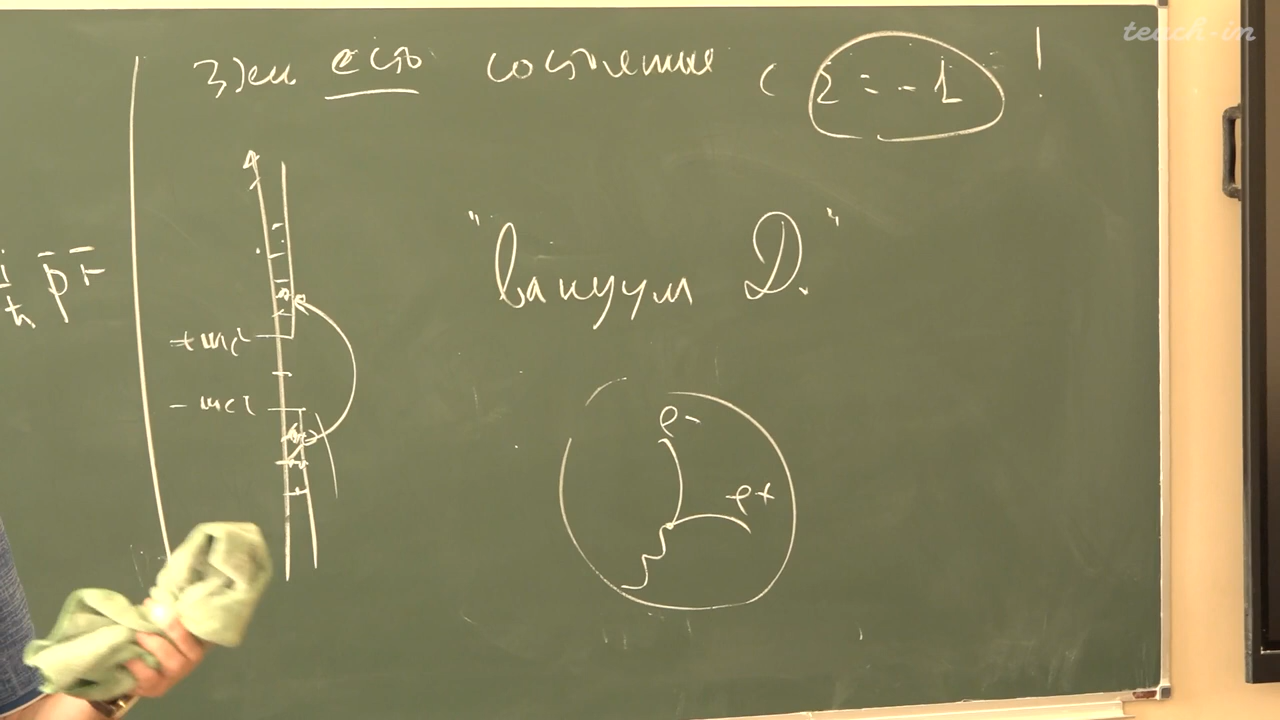 teach-in
3) ещё есть состояние с Σ = -1 !
"вакуум Д."
p̄ r̄
ħ
+mc²
-mc²
e-
e+